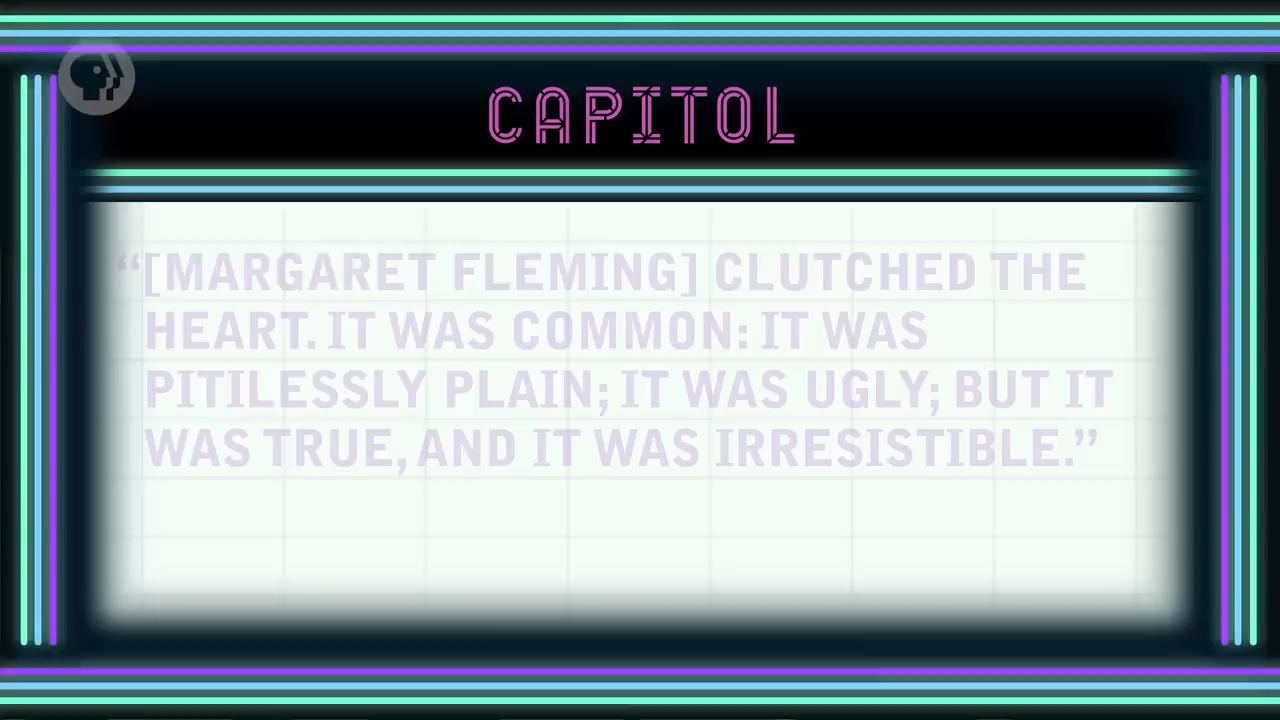 CAPITOL
“[MARGARET FLEMING] CLUTCHED THE
HEART. IT WAS COMMON: IT WAS
PITILESSLY PLAIN; IT WAS UGLY; BUT IT
WAS TRUE, AND IT WAS IRRESISTIBLE.”